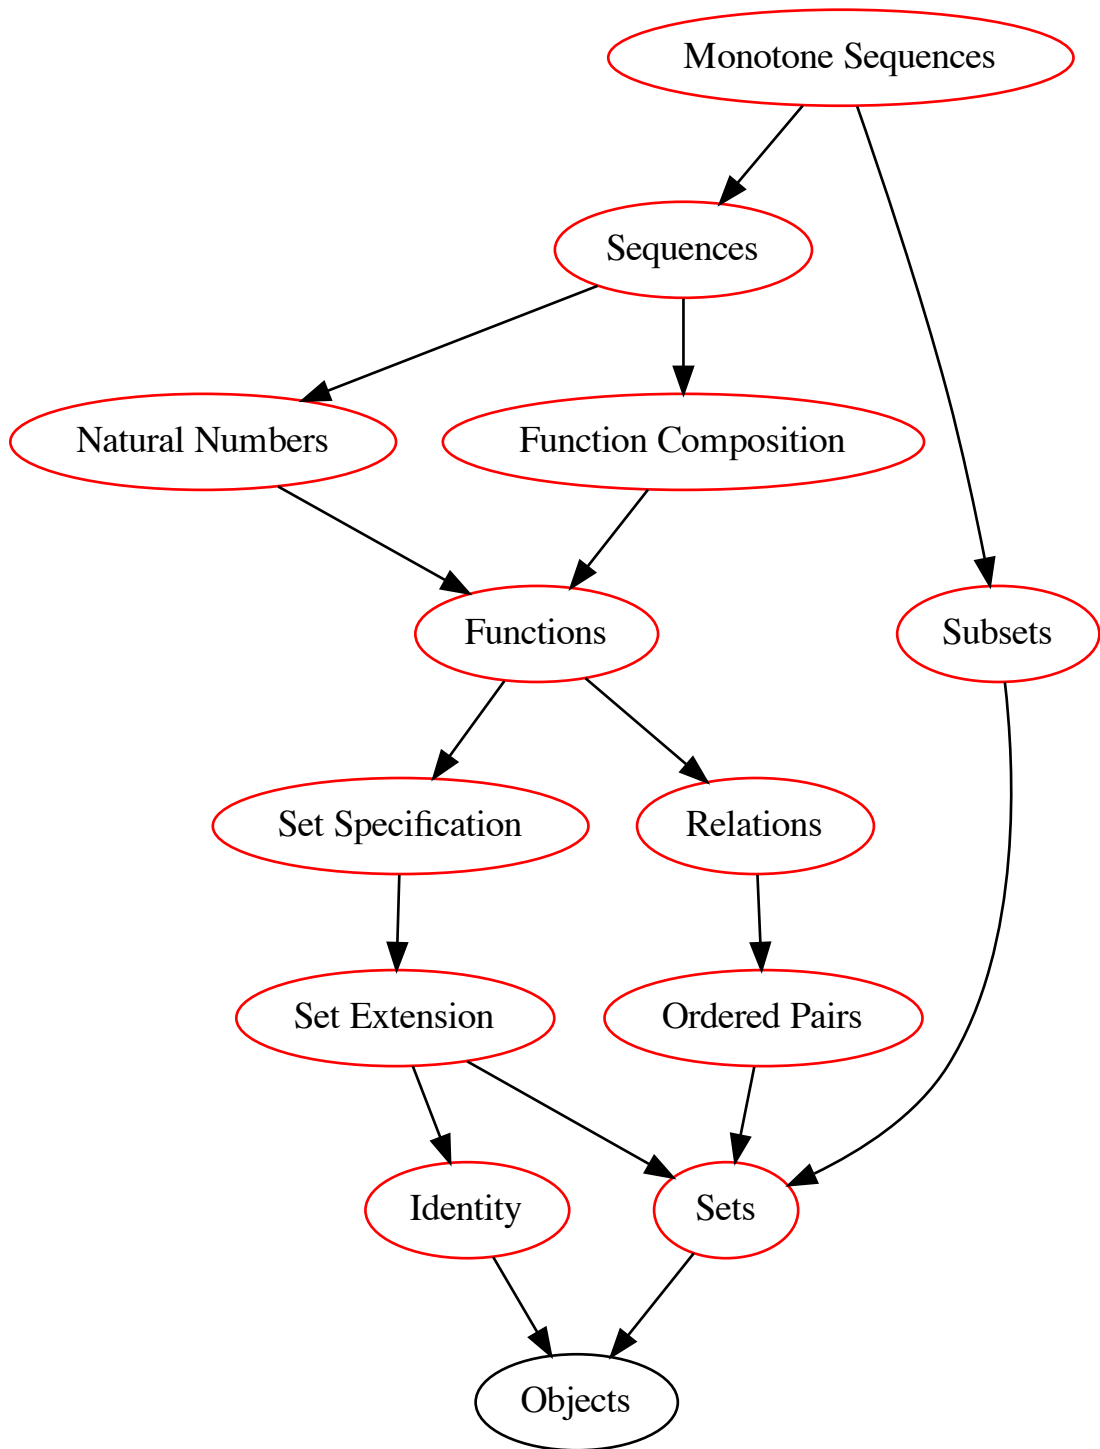 Monotone Sequences
Sequences
Natural Numbers
Function Composition
Functions
Subsets
Set Specification
Relations
Set Extension
Ordered Pairs
Identity
Sets
Objects